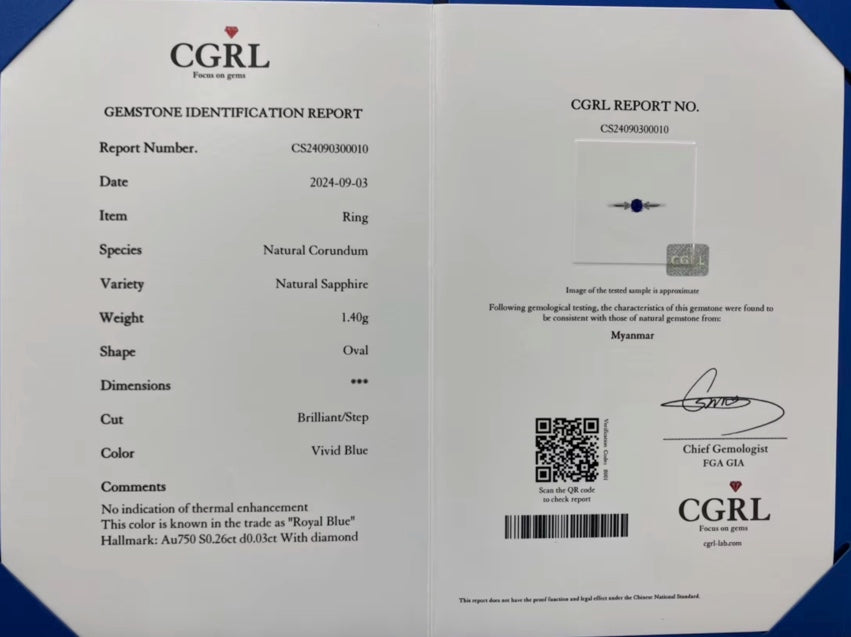 CGRL
Focus on gems
GEMSTONE IDENTIFICATION REPORT
Report Number. CS24090300010
Date 2024-09-03
Item Ring
Species Natural Corundum
Variety Natural Sapphire
Weight 1.40g
Shape Oval
Dimensions ***
Cut Brilliant/Step
Color Vivid Blue
Comments
No indication of thermal enhancement
This color is known in the trade as "Royal Blue"
Hallmark: Au750 S0.26ct d0.03ct With diamond
CGRL REPORT NO.
CS24090300010
CGRL
Image of the tested sample is approximate
Following gemological testing, the characteristics of this gemstone were found to
be consistent with those of natural gemstone from:
Myanmar
Verification Code:
Scan the QR code
to check report
Chief Gemologist
FGA GIA
CGRL
Focus on gems
cgrl-lab.com
This report does not have the proof function and legal effect under the Chinese National Standard.